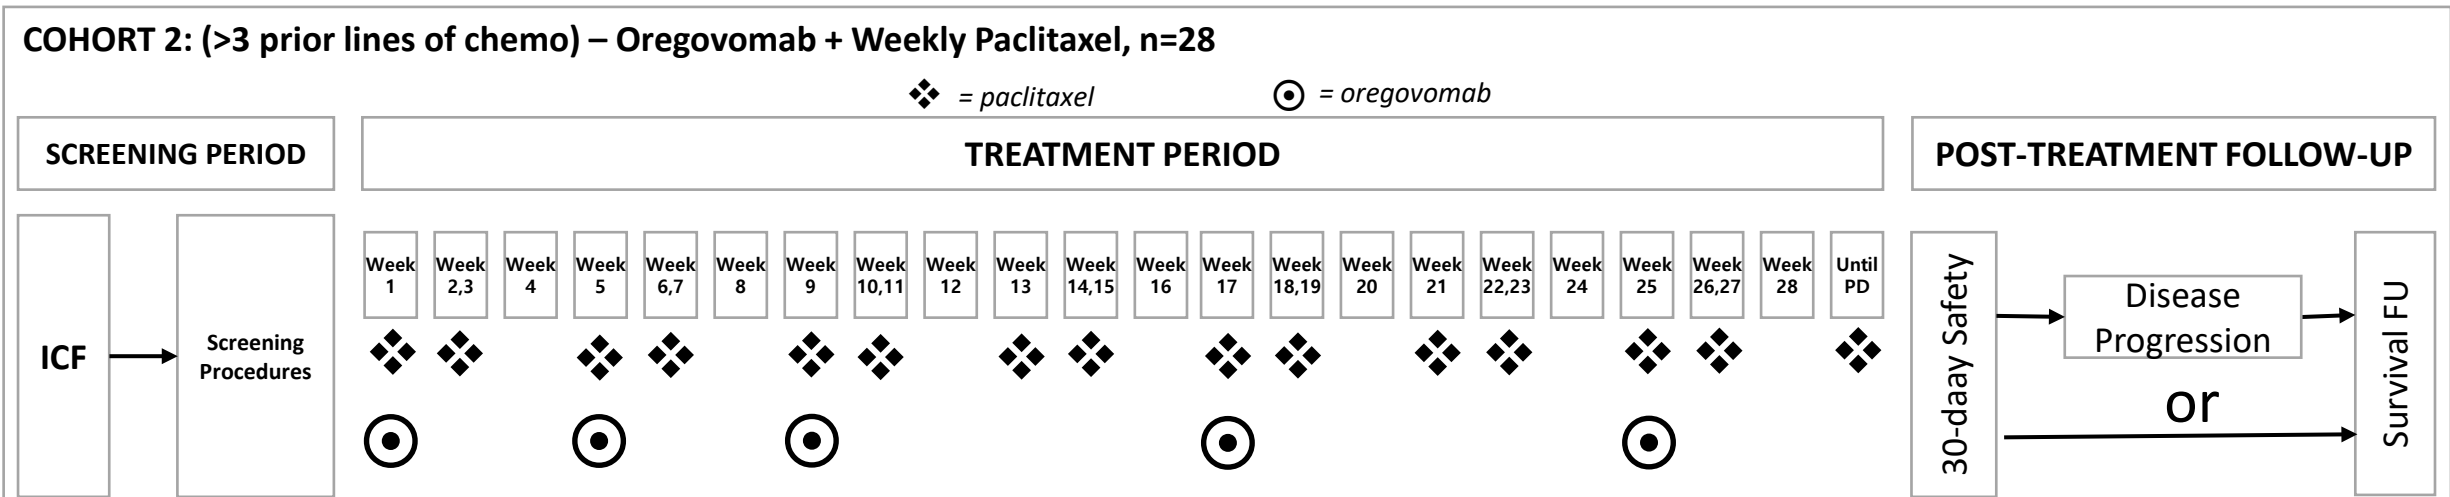 COHORT 2: (>3 prior lines of chemo) – Oregovomab + Weekly Paclitaxel, n=28
= paclitaxel
= oregovomab
SCREENING PERIOD
TREATMENT PERIOD
POST-TREATMENT FOLLOW-UP
ICF
Screening
Procedures
Week
1
Week
2,3
Week
4
Week
5
Week
6,7
Week
8
Week
9
Week
10,11
Week
12
Week
13
Week
14,15
Week
16
Week
17
Week
18,19
Week
20
Week
21
Week
22,23
Week
24
Week
25
Week
26,27
Week
28
Until
PD
30-daay Safety
Disease
Progression
or
Survival FU